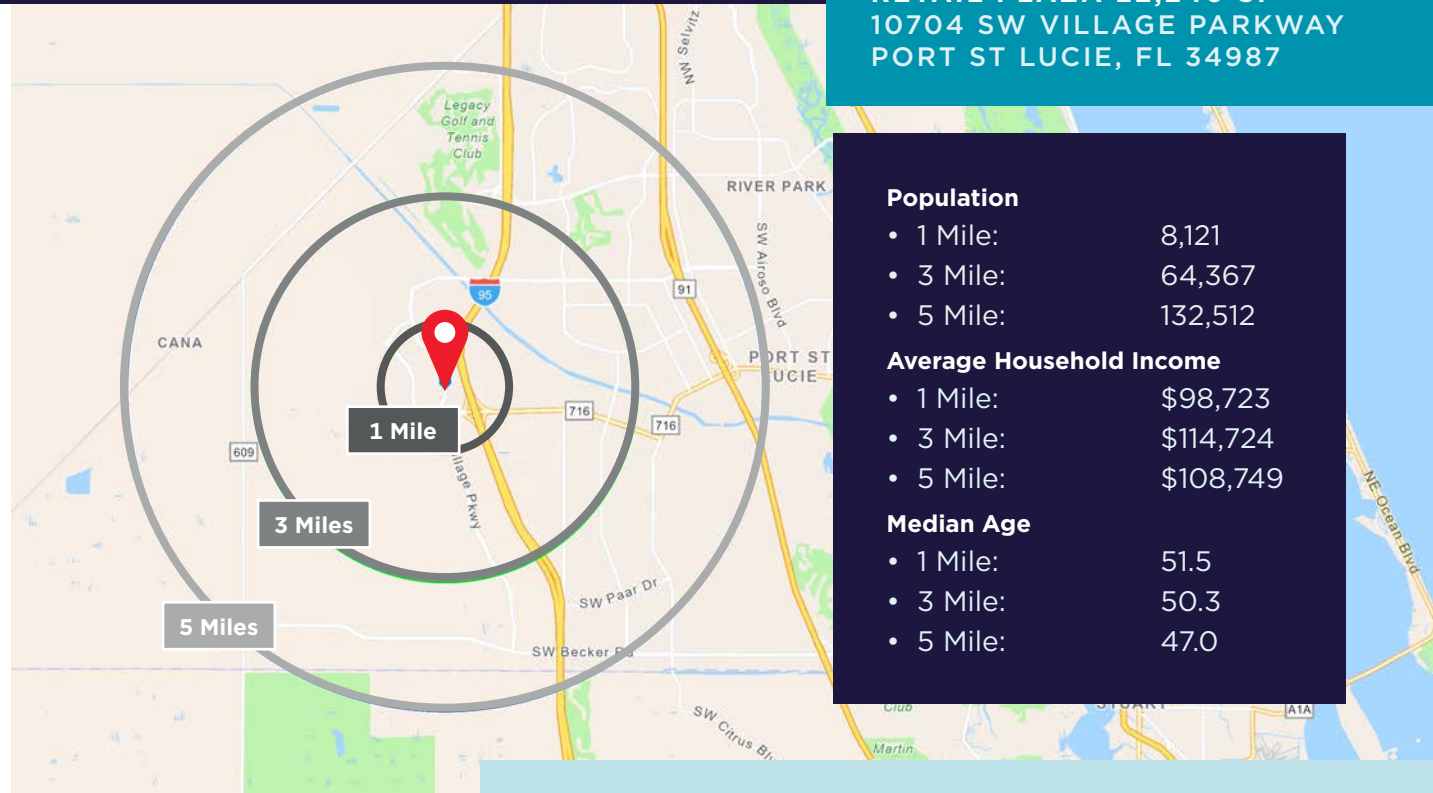 10704 SW VILLAGE PARKWAY
PORT ST LUCIE, FL 34987
Population
• 1 Mile: 8,121
• 3 Mile: 64,367
• 5 Mile: 132,512
Average Household Income
• 1 Mile: $98,723
• 3 Mile: $114,724
• 5 Mile: $108,749
Median Age
• 1 Mile: 51.5
• 3 Mile: 50.3
• 5 Mile: 47.0
NW Selvitz
Legacy
Golf and
Tennis
Club
RIVER PARK
SW Airoso Blvd
95
91
CANA
PORT ST
LUCIE
716
716
1 Mile
609
Village Pkwy
3 Miles
5 Miles
SW Paar Dr
SW Becker Rd
SW Citrus
NE Ocean Blvd
Club
STUART
A1A
Martin